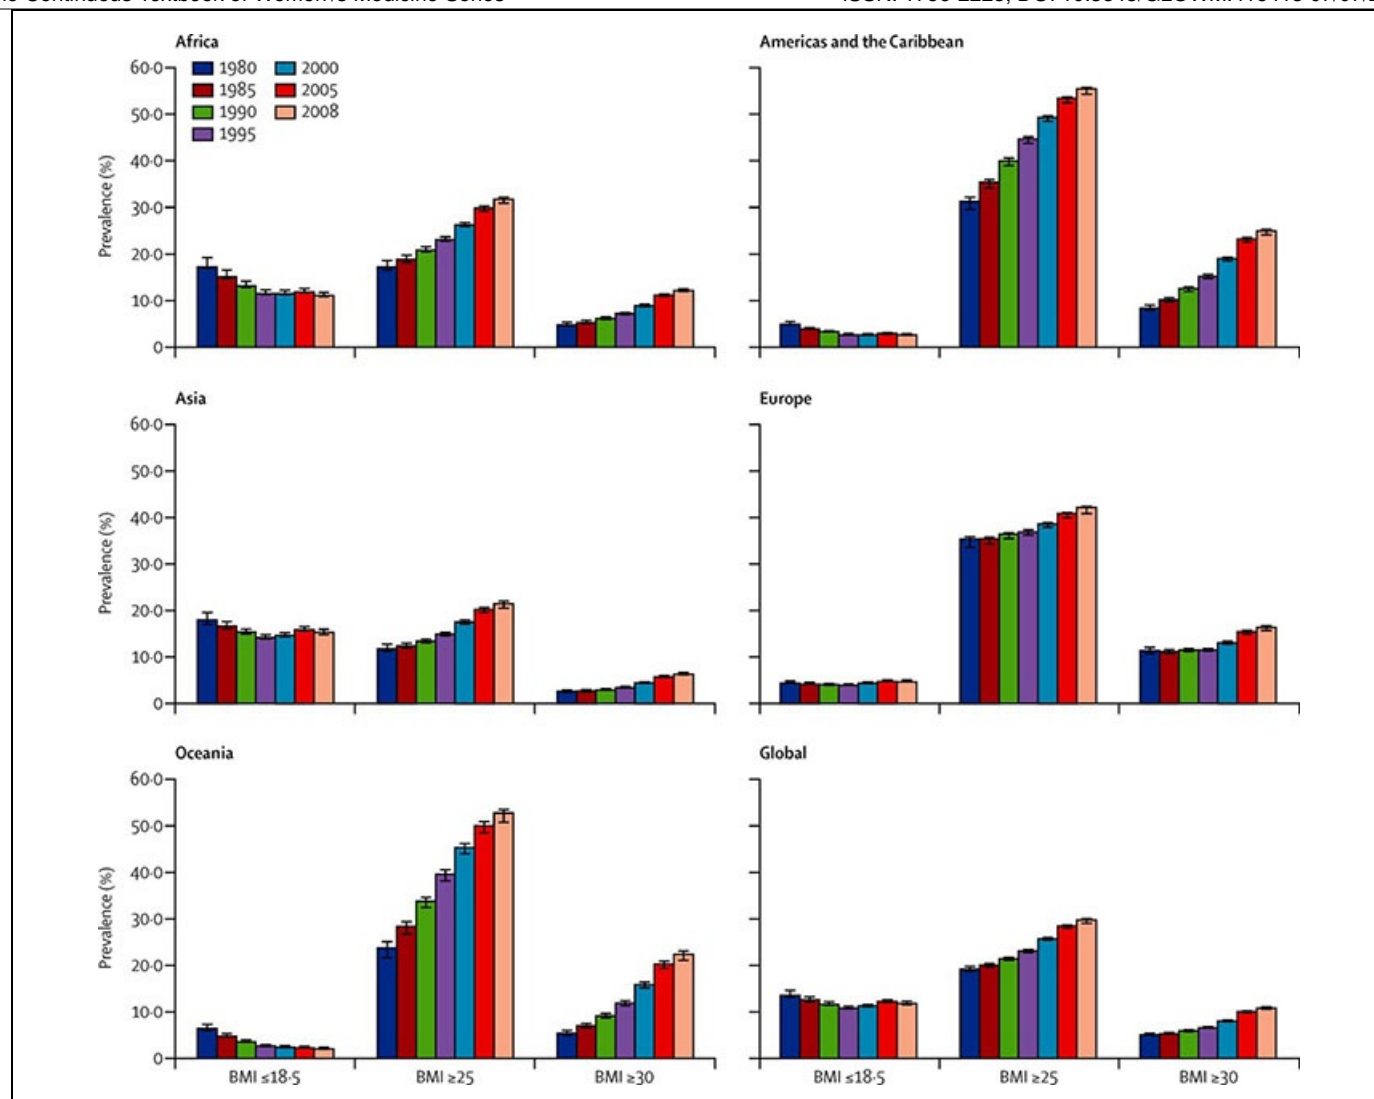 Africa
60·0
50·0
40·0
30·0
20·0
10·0
0
Prevalence (%)
1980
1985
1990
1995
2000
2005
2008
Americas and the Caribbean
Asia
60·0
50·0
40·0
30·0
20·0
10·0
0
Prevalence (%)
Europe
Oceania
60·0
50·0
40·0
30·0
20·0
10·0
0
Prevalence (%)
BMI ≤18·5
BMI ≥25
BMI ≥30
Global
BMI ≤18·5
BMI ≥25
BMI ≥30